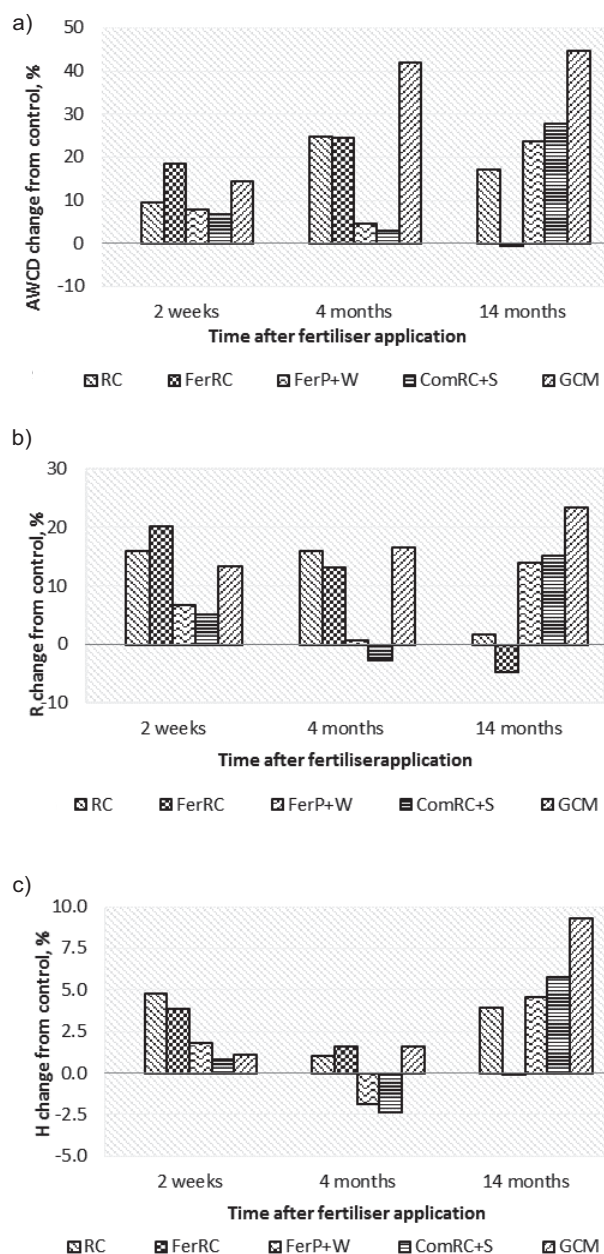 a)
AWCD change from control, %
50
40
30
20
10
0
-10
2 weeks 4 months 14 months
Time after fertiliser application
RC FerRC FerP+W ComRC+S GCM
b)
R, change from control, %
30
20
10
0
-10
2 weeks 4 months 14 months
Time after fertiliserapplication
RC FerRC FerP+W ComRC+S GCM
c)
H change from control, %
10.0
7.5
5.0
2.5
0.0
-2.5
-5.0
2 weeks 4 months 14 months
Time after fertiliser application
RC FerRC FerP+W ComRC+S GCM